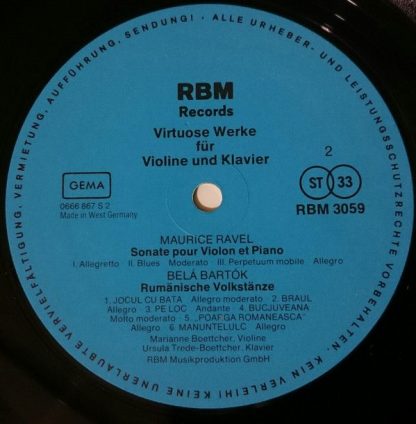 ALLE URHEBER- UND LEISTUNGSSCHUTZRECHTE VORBEHALTEN. · KEIN VERLEIH! KEINE UNERLAUBTE VERVIELFÄLTIGUNG, VERMIETUNG, AUFFÜHRUNG, SENDUNG! ·
RBM
Records
Virtuose Werke
für
Violine und Klavier
2
GEMA
ST 33
0666 867 S 2
Made in West Germany
RBM 3059
MAURICE RAVEL
Sonate pour Violon et Piano
I. Allegretto · II. Blues Moderato · III. Perpetuum mobile Allegro
BELÁ BARTÓK
Rumänische Volkstänze
1. JOCUL CU BATA Allegro moderato · 2. BRAUL
Allegro · 3. PE LOC Andante · 4. BUCJUVEANA
Molto moderato · 5. „POAFGA ROMANEASCA"
Allegro · 6. MANUNTELULC Allegro
Marianne Boettcher, Violine
Ursula Trede-Boettcher, Klavier
RBM Musikproduktion GmbH